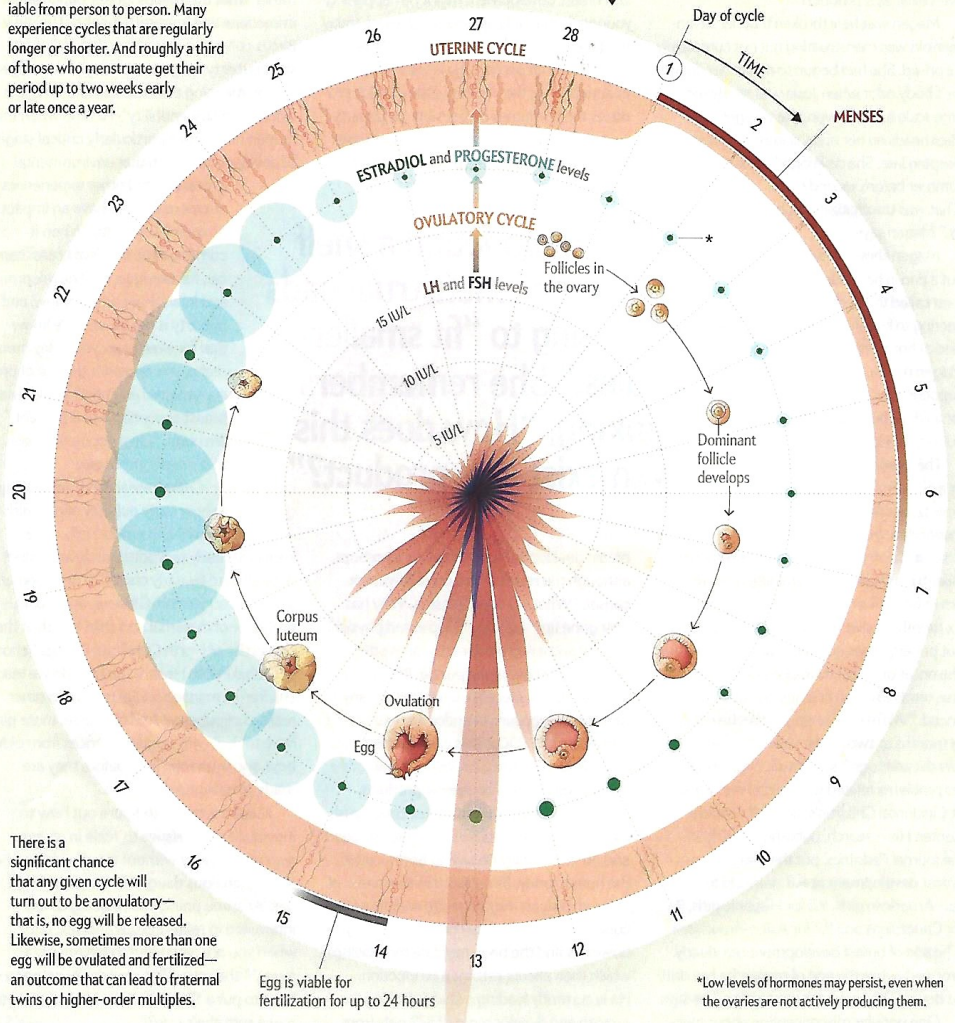 iable from person to person. Many
experience cycles that are regularly
longer or shorter. And roughly a third
of those who menstruate get their
period up to two weeks early
or late once a year.
Day of cycle
TIME
MENSES
UTERINE CYCLE
1
2
3
4
5
6
7
8
9
10
11
12
13
14
15
16
17
18
19
20
21
22
23
24
25
26
27
28
ESTRADIOL and PROGESTERONE levels
*
OVULATORY CYCLE
Follicles in
the ovary
LH and FSH levels
15 IU/L
10 IU/L
5 IU/L
Dominant
follicle
develops
Corpus
luteum
Ovulation
Egg
There is a
significant chance
that any given cycle will
turn out to be anovulatory—
that is, no egg will be released.
Likewise, sometimes more than one
egg will be ovulated and fertilized—
an outcome that can lead to fraternal
twins or higher-order multiples.
Egg is viable for
fertilization for up to 24 hours
*Low levels of hormones may persist, even when
the ovaries are not actively producing them.